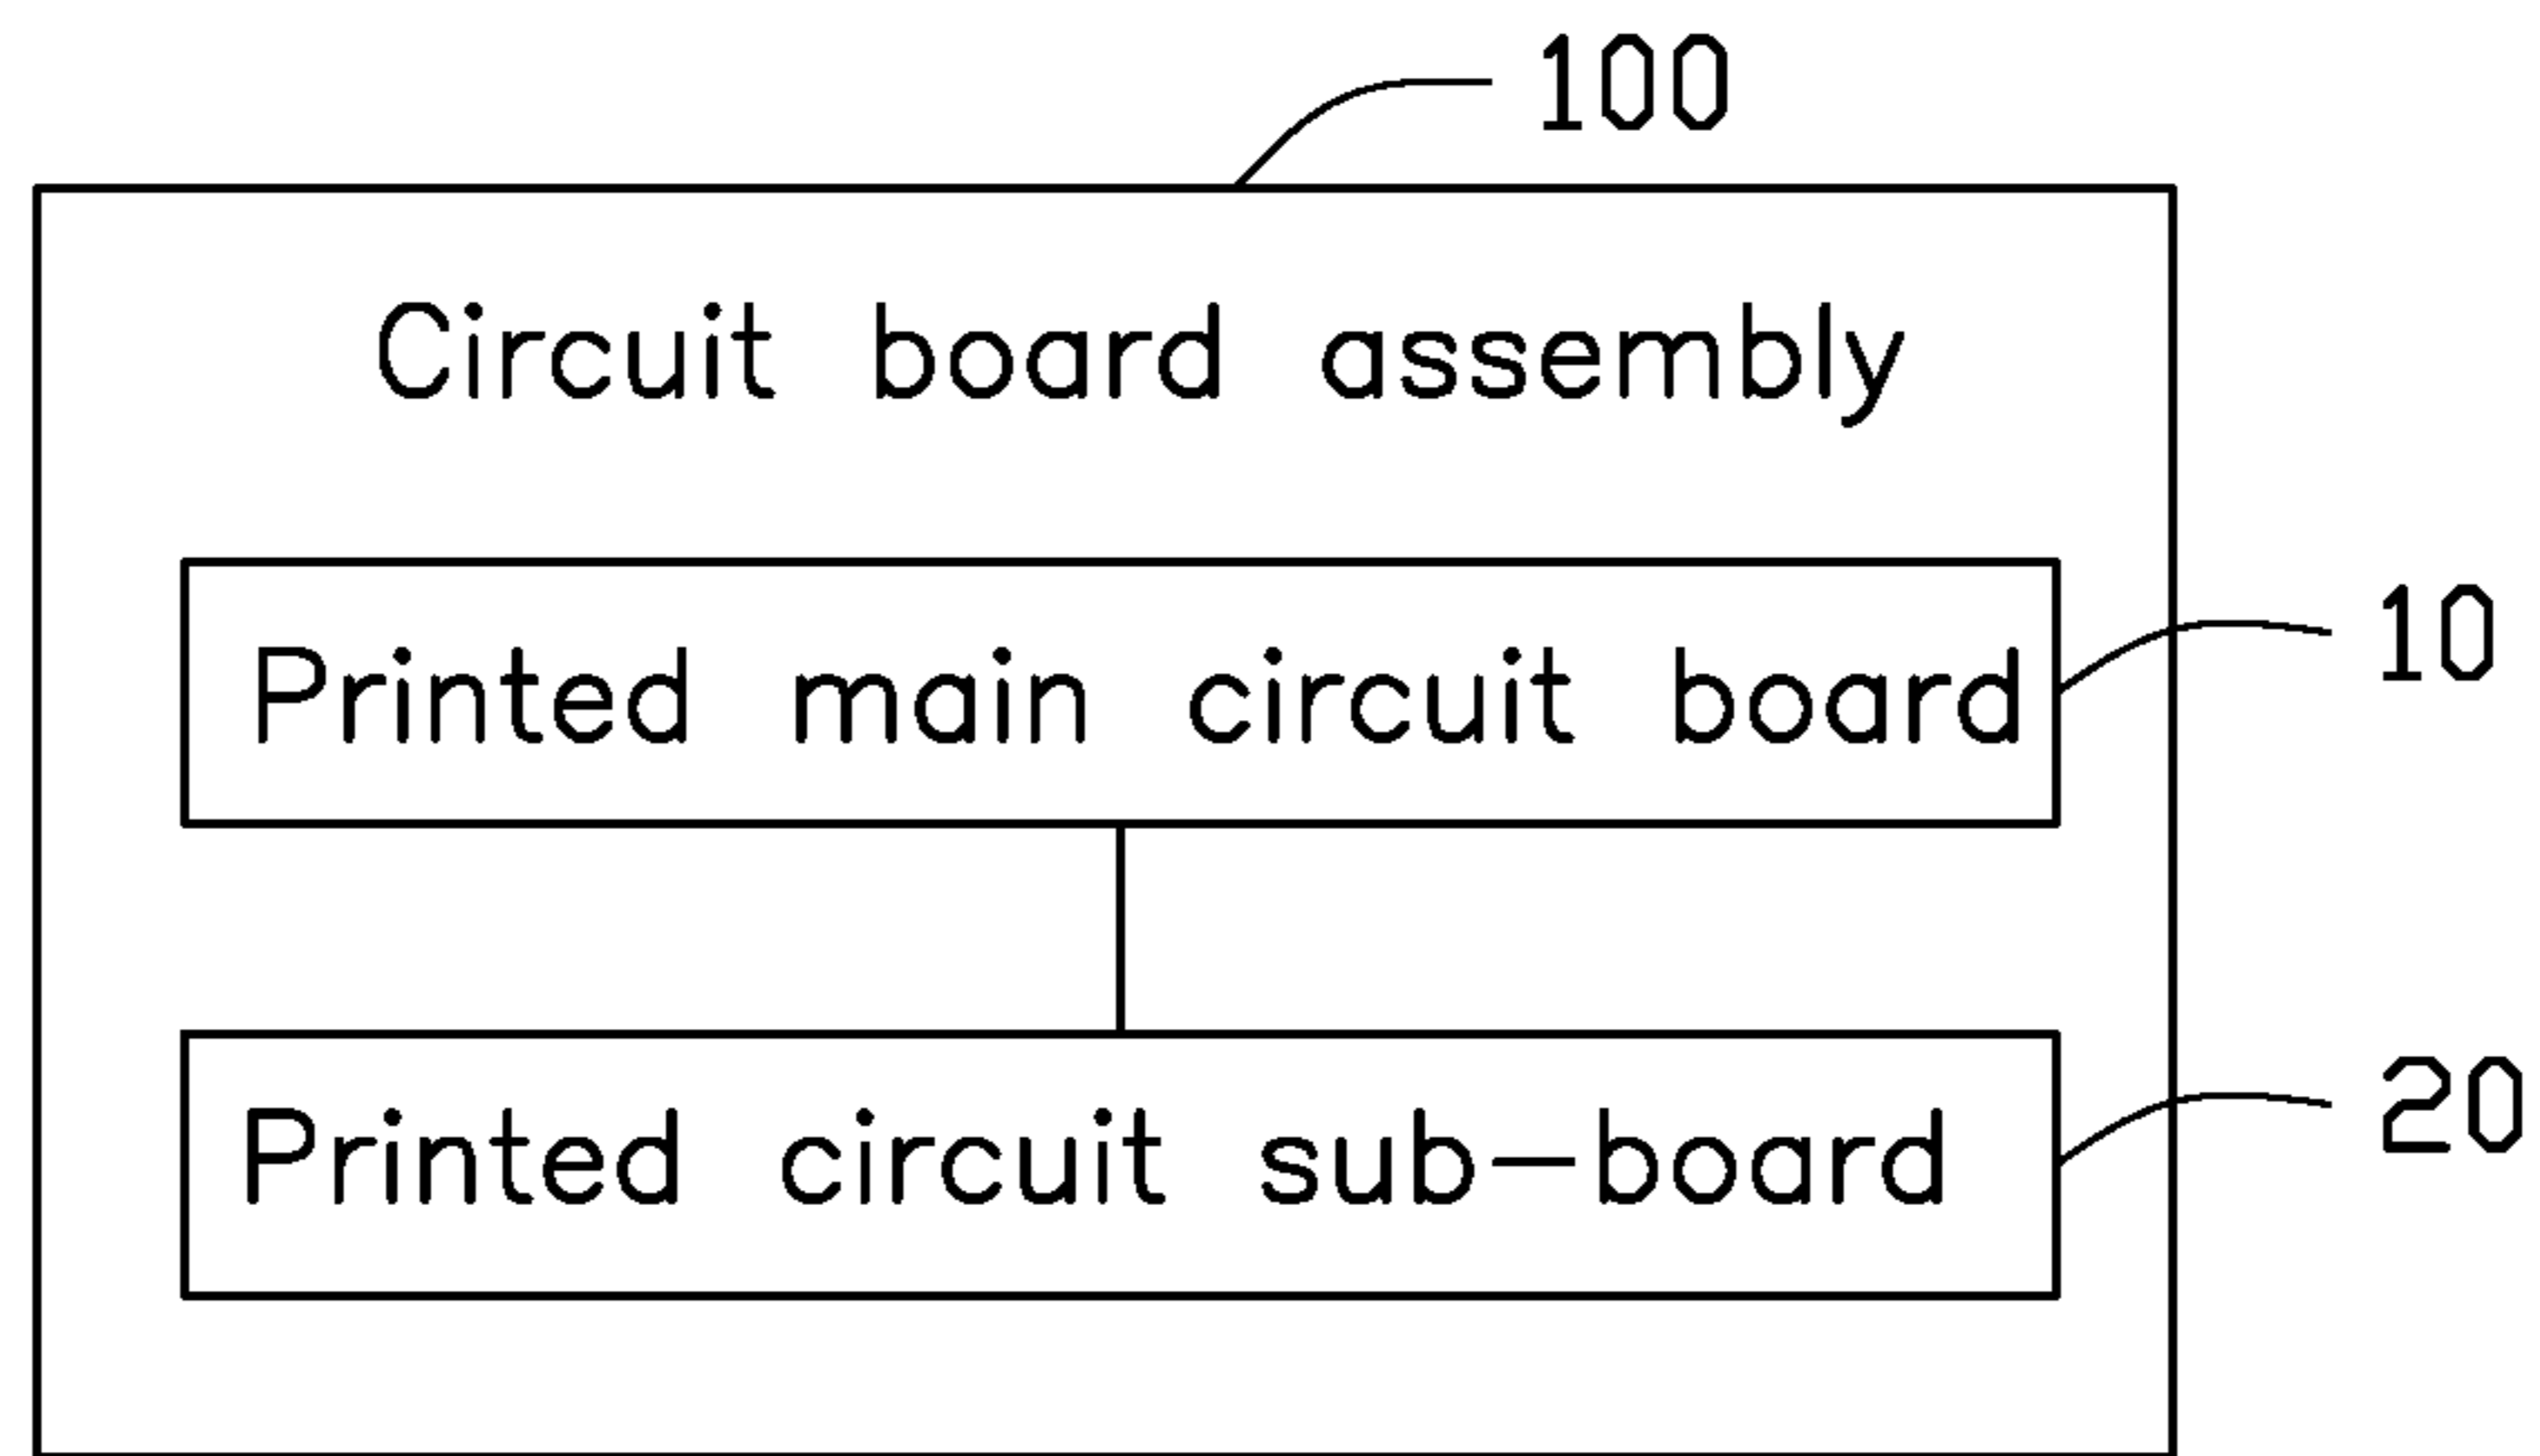 100
Circuit board assembly
Printed main circuit board
10
Printed circuit sub-board
20